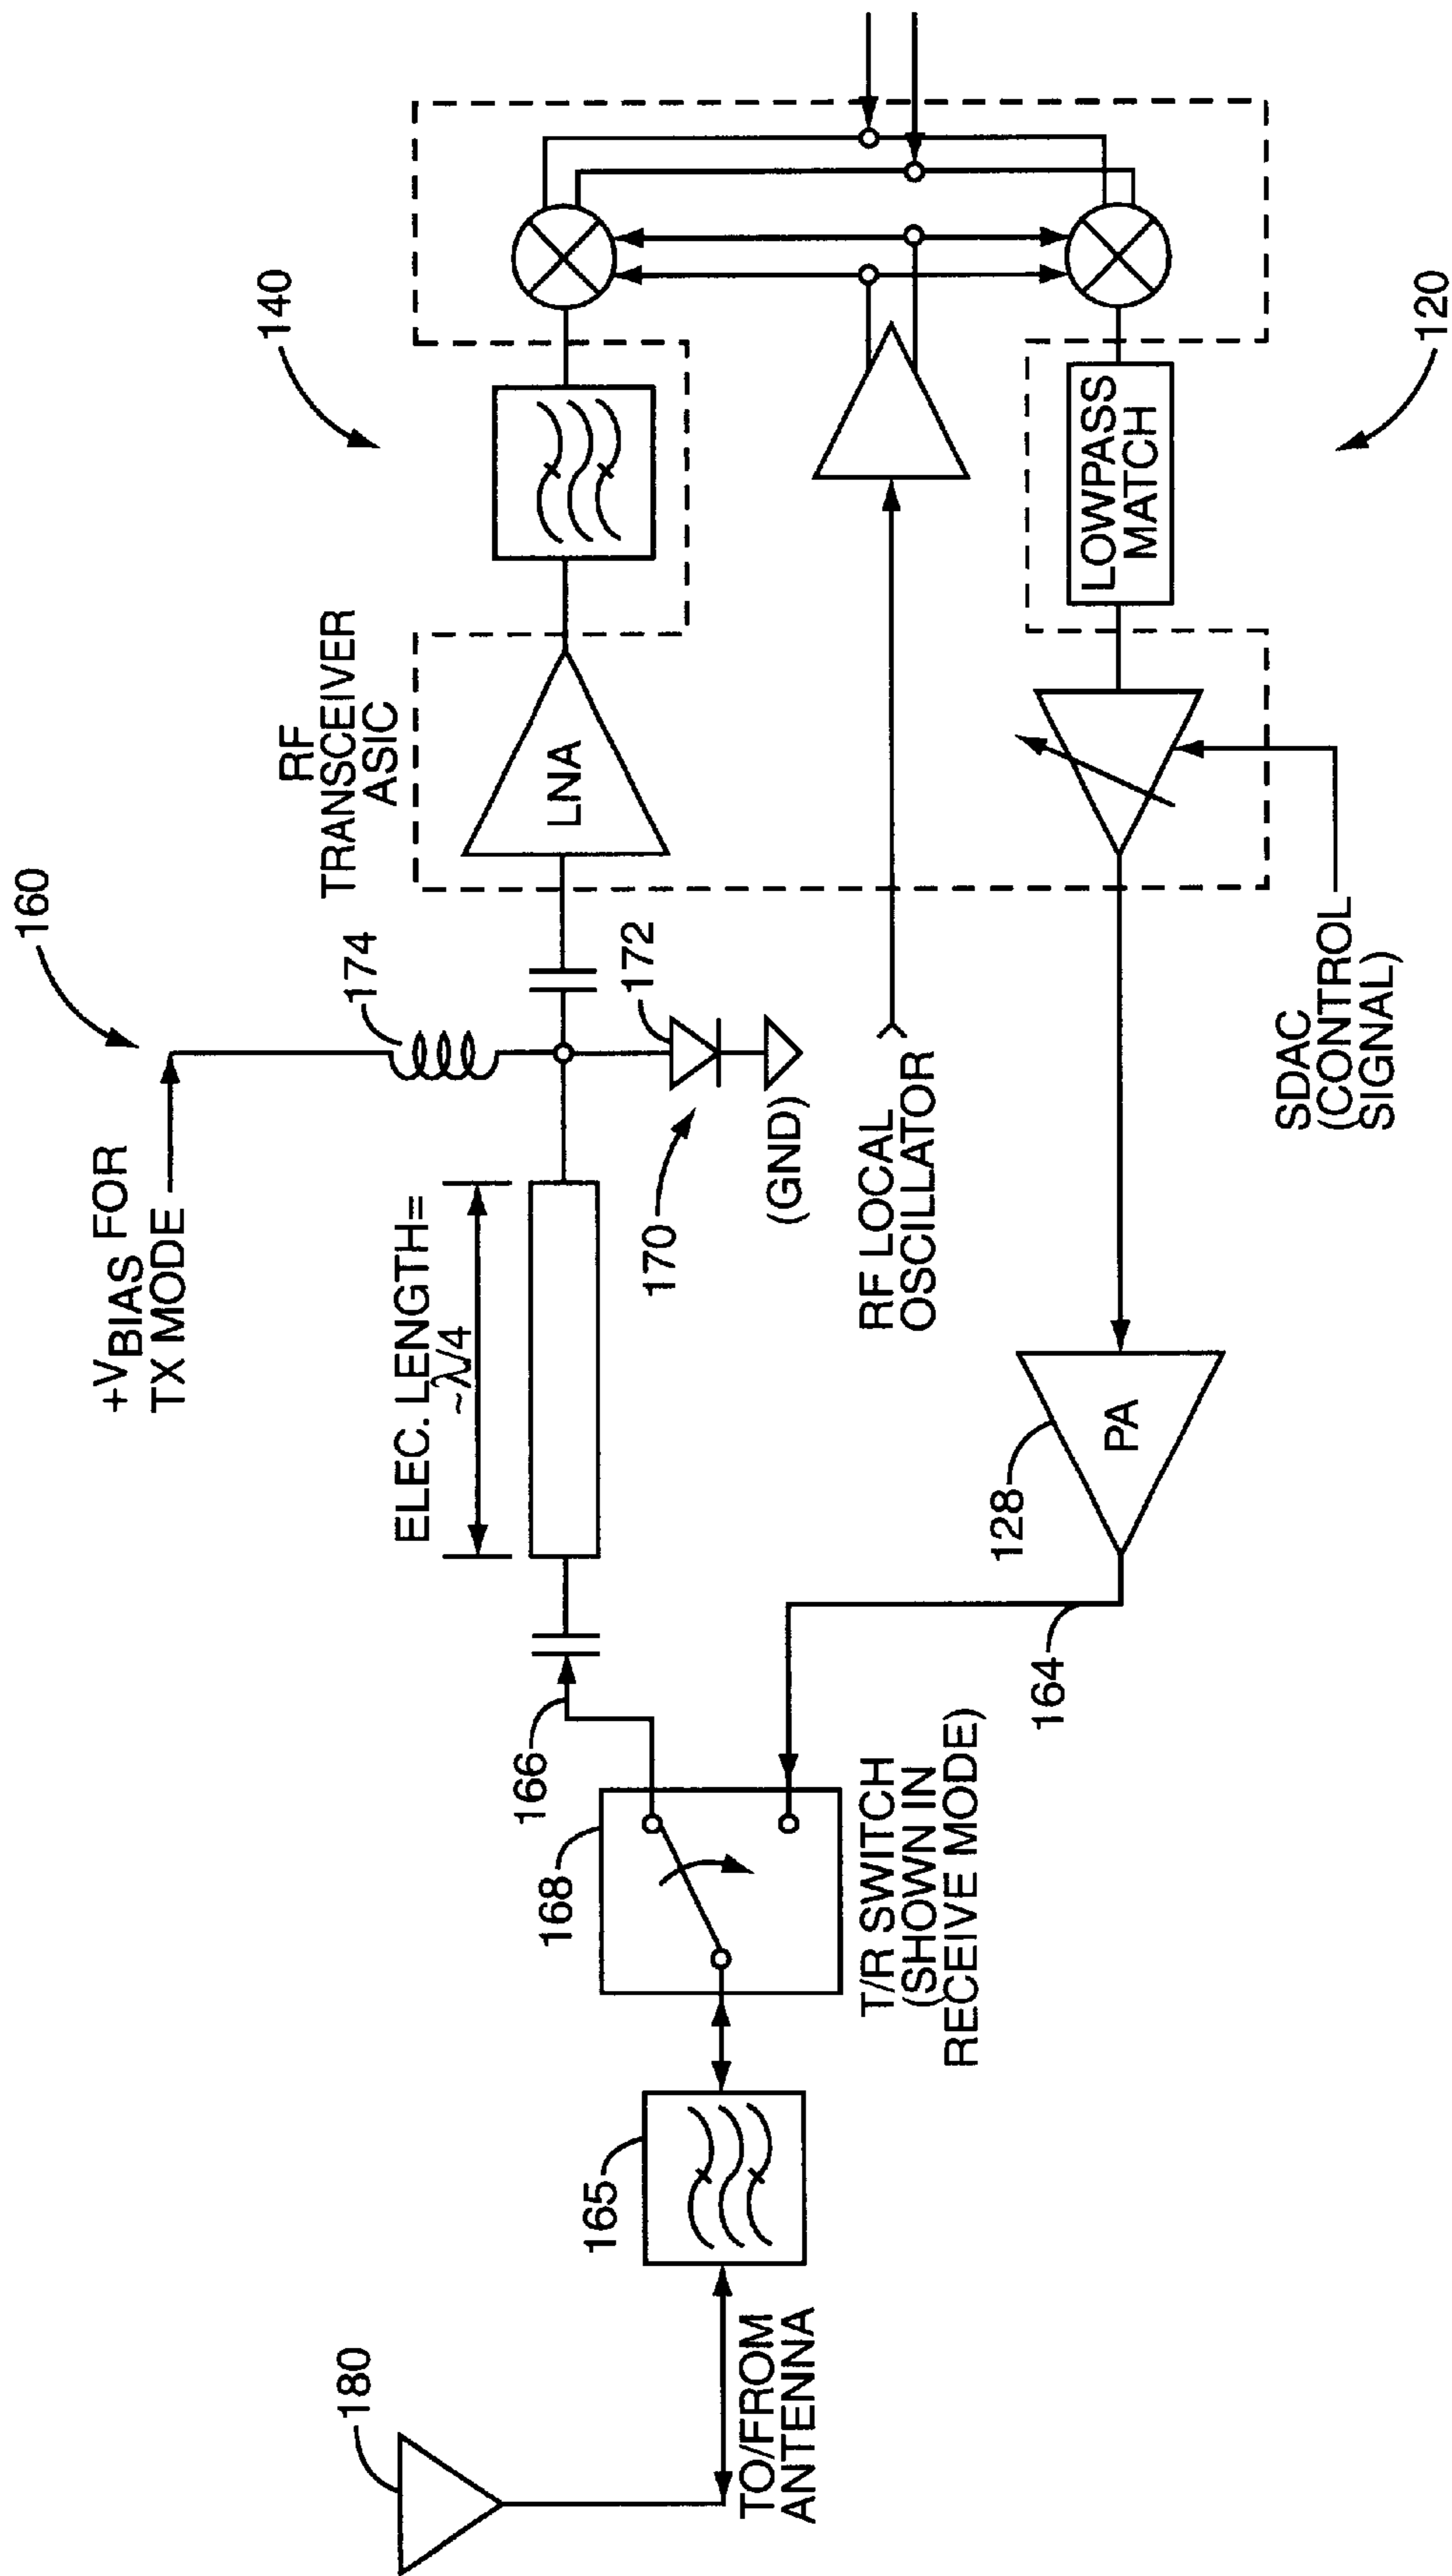 160
+VBIAS FOR
TX MODE
174
RF
TRANSCEIVER
ASIC
140
ELEC. LENGTH=
~λ/4
LNA
180
166
172
170
(GND)
168
165
TO/FROM
ANTENNA
T/R SWITCH
(SHOWN IN
RECEIVE MODE)
RF LOCAL
OSCILLATOR
128
PA
164
LOWPASS
MATCH
SDAC
(CONTROL
SIGNAL)
120